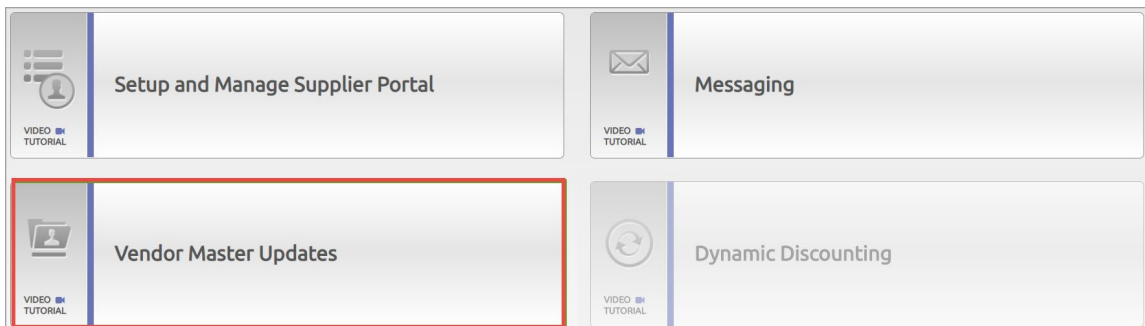 Setup and Manage Supplier Portal
VIDEO
TUTORIAL
Messaging
VIDEO
TUTORIAL
Vendor Master Updates
VIDEO
TUTORIAL
Dynamic Discounting
VIDEO
TUTORIAL